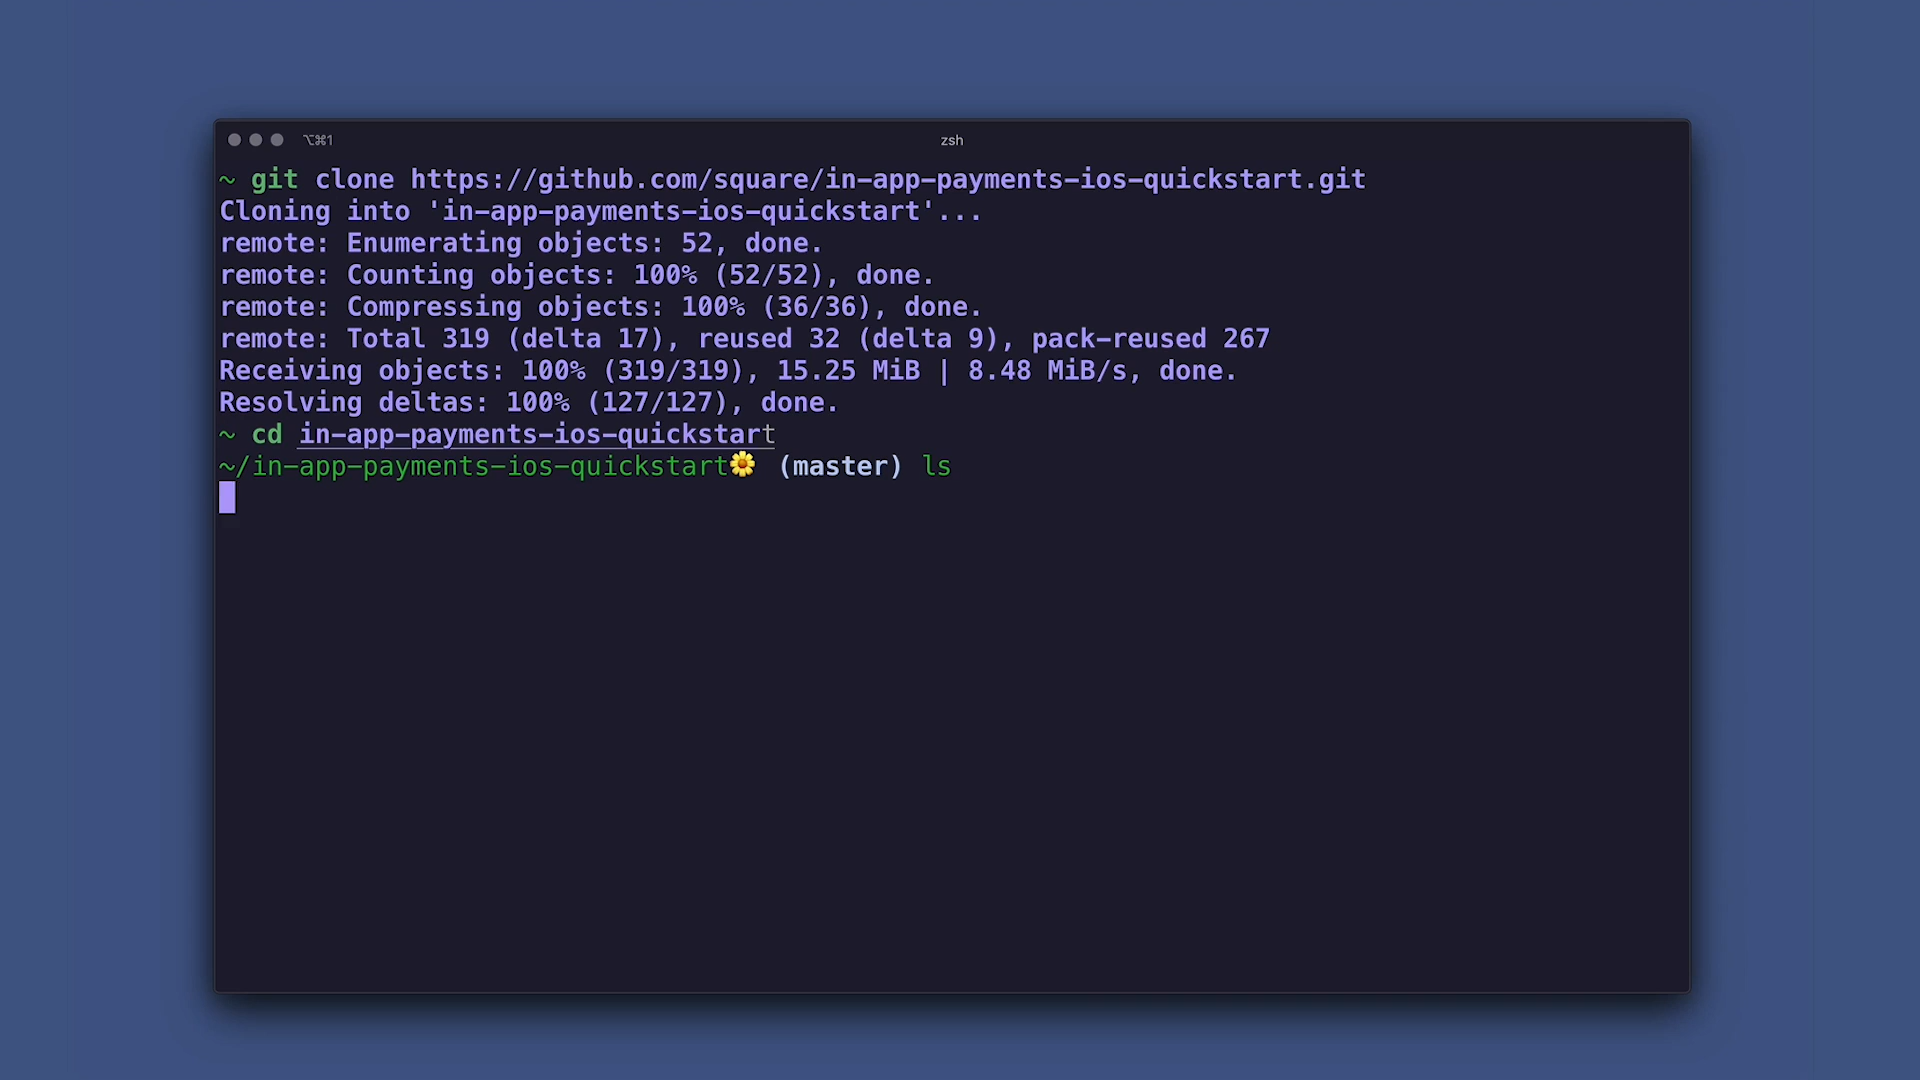 ⌥⌘1
zsh
~ git clone https://github.com/square/in-app-payments-ios-quickstart.git
Cloning into 'in-app-payments-ios-quickstart'...
remote: Enumerating objects: 52, done.
remote: Counting objects: 100% (52/52), done.
remote: Compressing objects: 100% (36/36), done.
remote: Total 319 (delta 17), reused 32 (delta 9), pack-reused 267
Receiving objects: 100% (319/319), 15.25 MiB | 8.48 MiB/s, done.
Resolving deltas: 100% (127/127), done.
~ cd in-app-payments-ios-quickstart
~/in-app-payments-ios-quickstart🌼 (master) ls